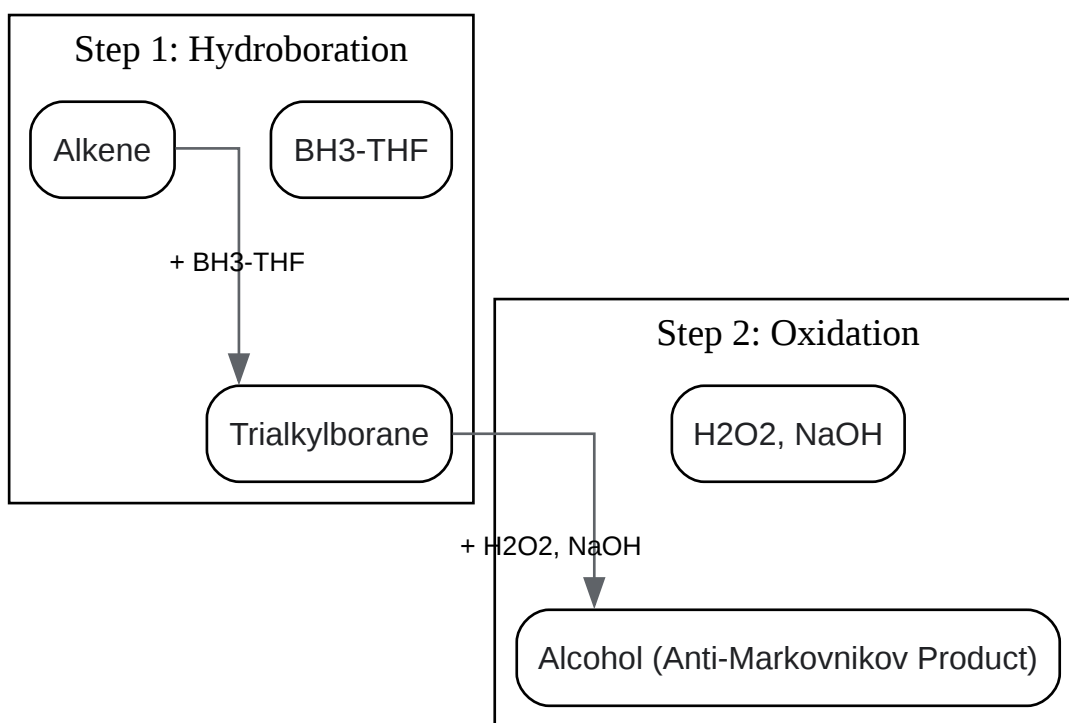 Step 1: Hydroboration
Alkene
BH3-THF
+ BH3-THF
Trialkylborane
Step 2: Oxidation
H2O2, NaOH
+ H2O2, NaOH
Alcohol (Anti-Markovnikov Product)